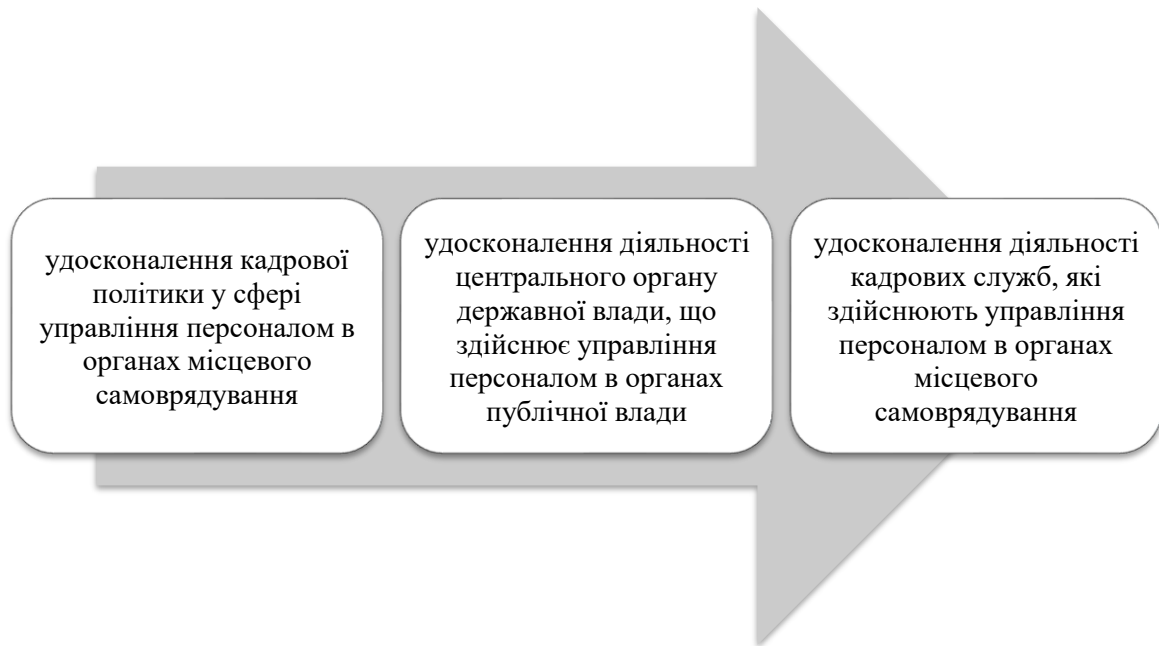 удосконалення кадрової
політики у сфері
управління персоналом в
органах місцевого
самоврядування
удосконалення діяльності
центрального органу
державної влади, що
здійснює управління
персоналом в органах
публічної влади
удосконалення діяльності
кадрових служб, які
здійснюють управління
персоналом в органах
місцевого
самоврядування